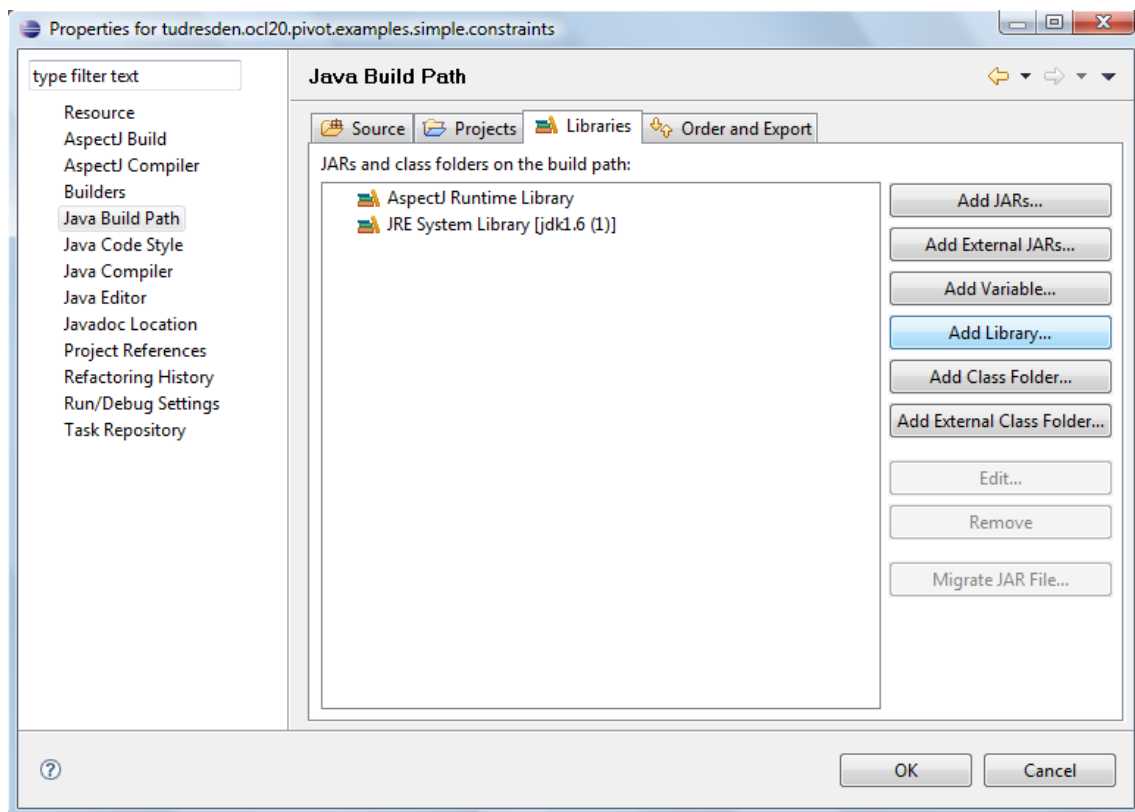 Properties for tudresden.ocl20.pivot.examples.simple.constraints
type filter text
Resource
AspectJ Build
AspectJ Compiler
Builders
Java Build Path
Java Code Style
Java Compiler
Java Editor
Javadoc Location
Project References
Refactoring History
Run/Debug Settings
Task Repository
Java Build Path
Source Projects Libraries Order and Export
JARs and class folders on the build path:
AspectJ Runtime Library
JRE System Library [jdk1.6 (1)]
Add JARs...
Add External JARs...
Add Variable...
Add Library...
Add Class Folder...
Add External Class Folder...
Edit...
Remove
Migrate JAR File...
OK Cancel